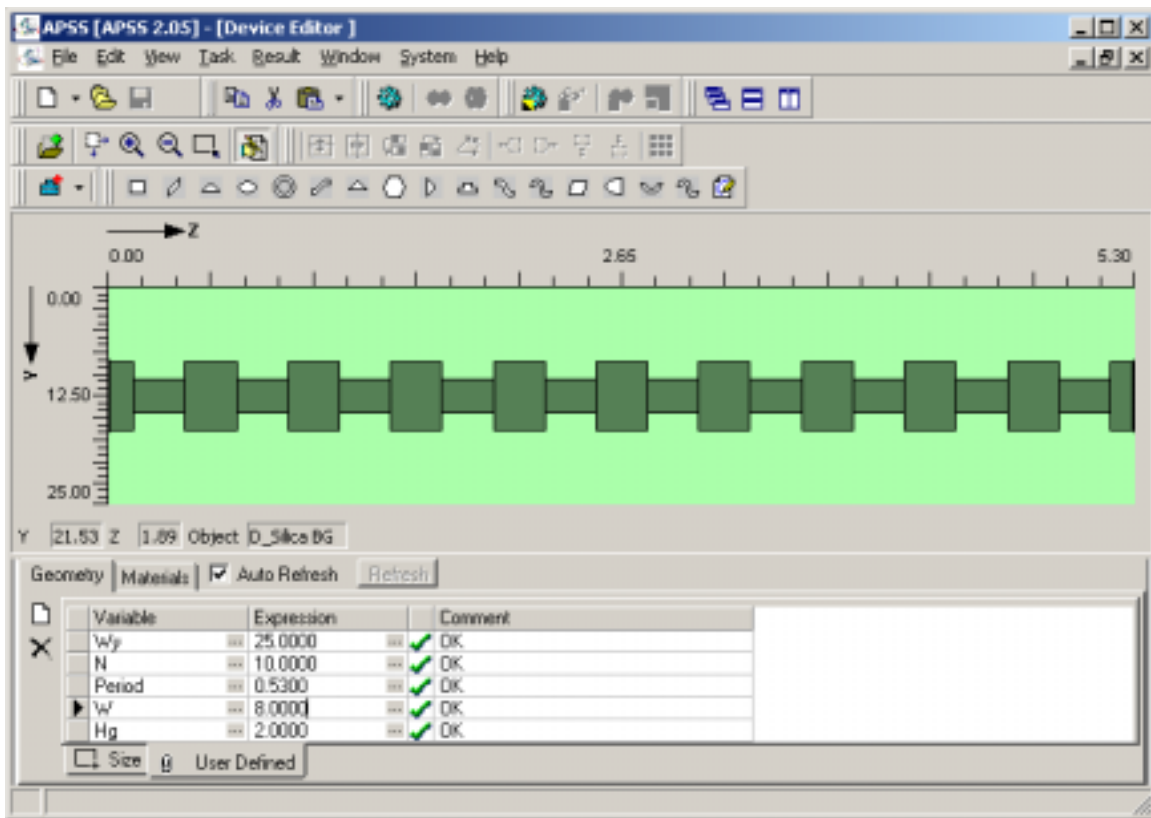 APSS [APSS 2.05] - [Device Editor ]
File Edit View Task Result Window System Help
Z
0.00 2.65 5.30
0.00
Y
12.50
25.00
Y 21.53 Z 1.89 Object D_Silica BG
Geometry Materials Auto Refresh Refresh
Variable Expression Comment
Wy ... 25.0000 ... OK
N ... 10.0000 ... OK
Period ... 0.5300 ... OK
W ... 8.0000 ... OK
Hg ... 2.0000 ... OK
Size User Defined